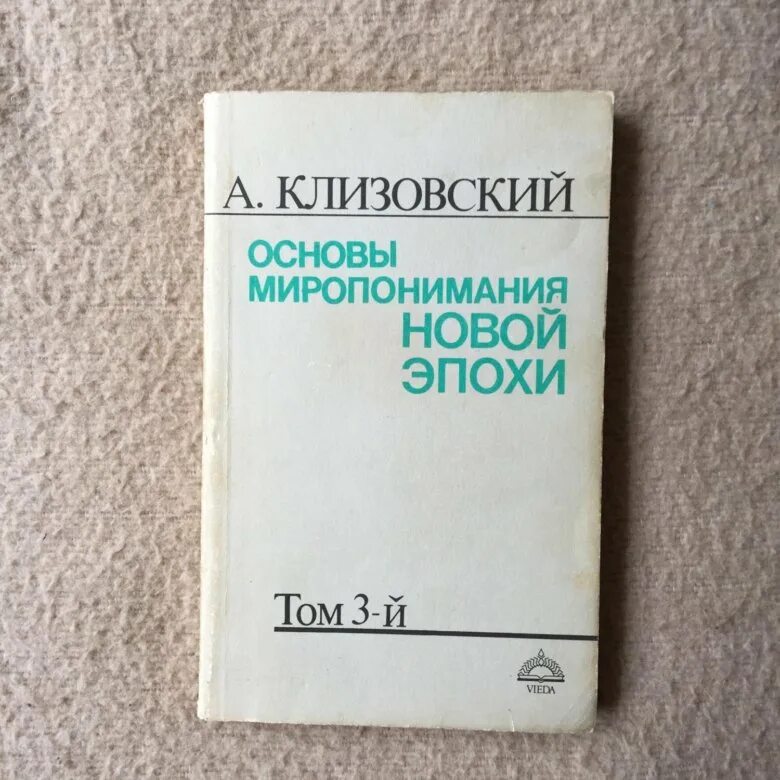 А. КЛИЗОВСКИЙ
ОСНОВЫ
МИРОПОНИМАНИЯ
НОВОЙ
ЭПОХИ
Том 3-й
VIEDA